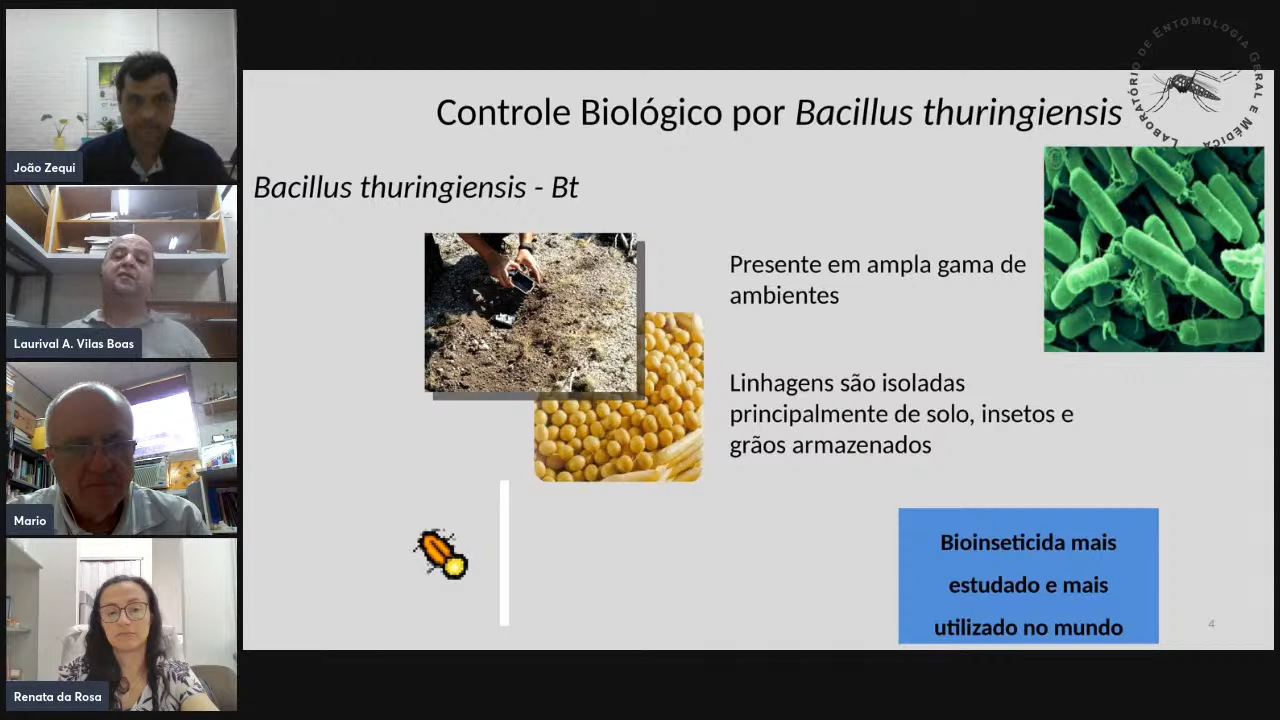 João Zequi
Laurival A. Vilas Boas
Mario
Renata da Rosa
LABORATÓRIO DE ENTOMOLOGIA GERAL E MÉDICA
Controle Biológico por Bacillus thuringiensis
Bacillus thuringiensis - Bt
Presente em ampla gama de
ambientes
Linhagens são isoladas
principalmente de solo, insetos e
grãos armazenados
Bioinseticida mais
estudado e mais
utilizado no mundo
4